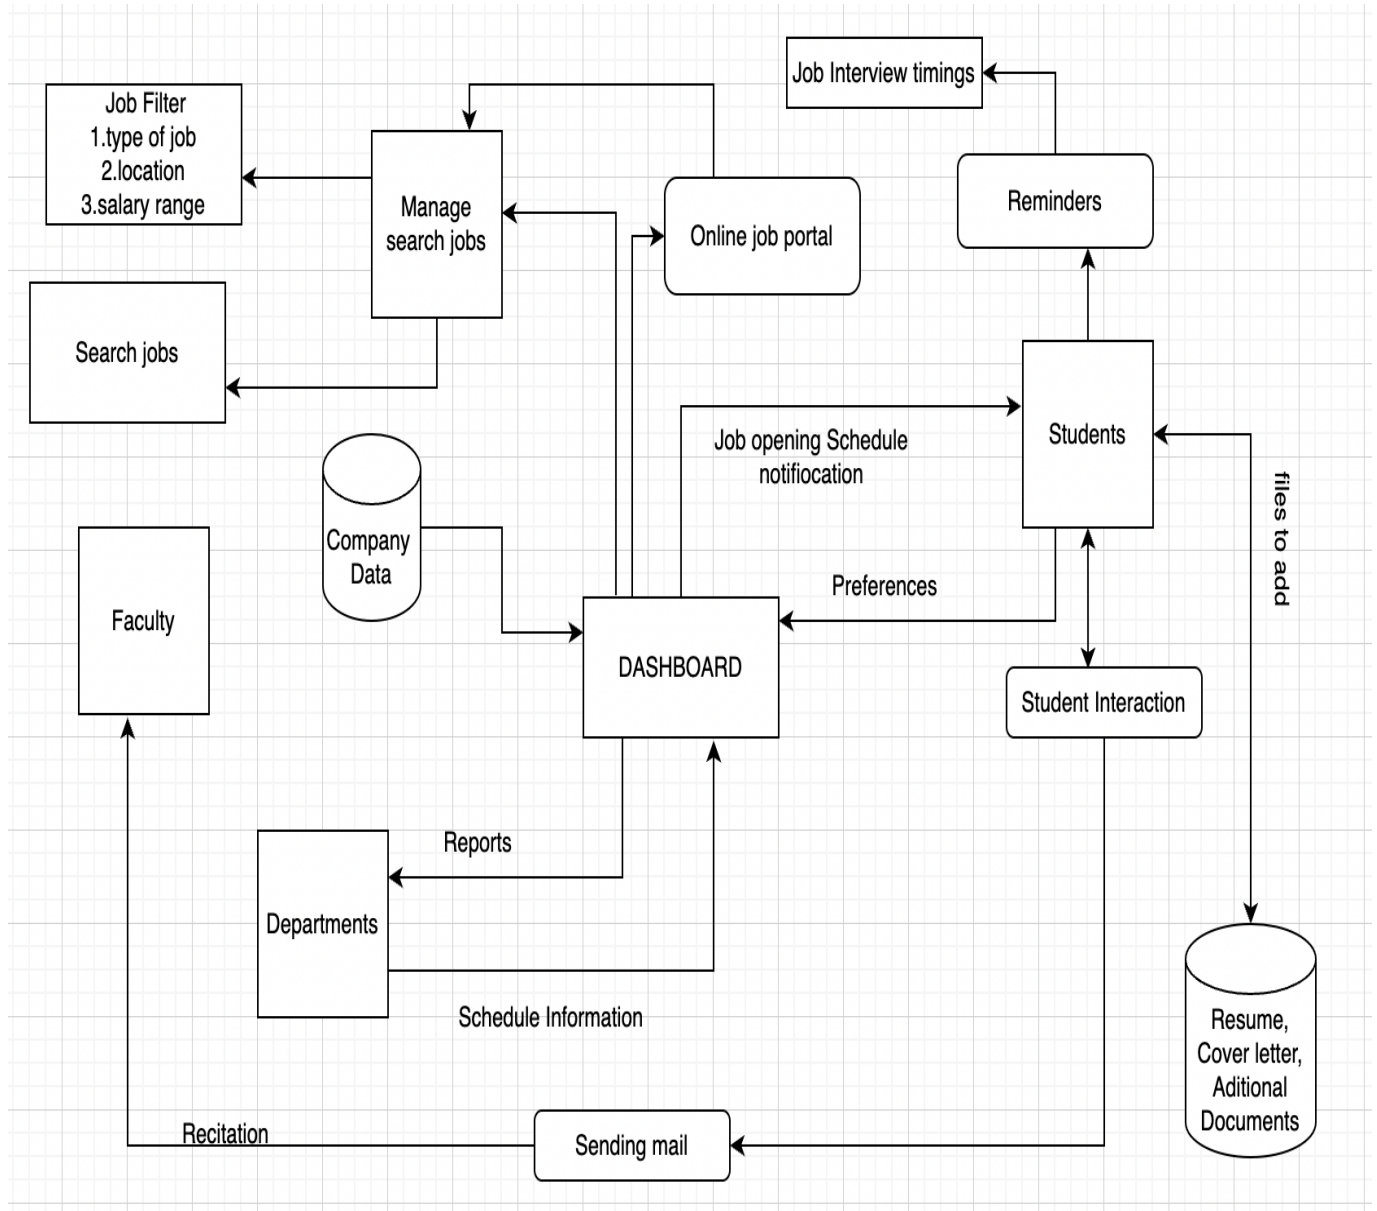 Job Interview timings
Job Filter
1.type of job
2.location
3.salary range
Manage
search jobs
Online job portal
Reminders
Search jobs
Students
Job opening Schedule
notifiocation
files to add
Company
Data
Faculty
Preferences
DASHBOARD
Student Interaction
Reports
Departments
Schedule Information
Resume,
Cover letter,
Aditional
Documents
Recitation
Sending mail